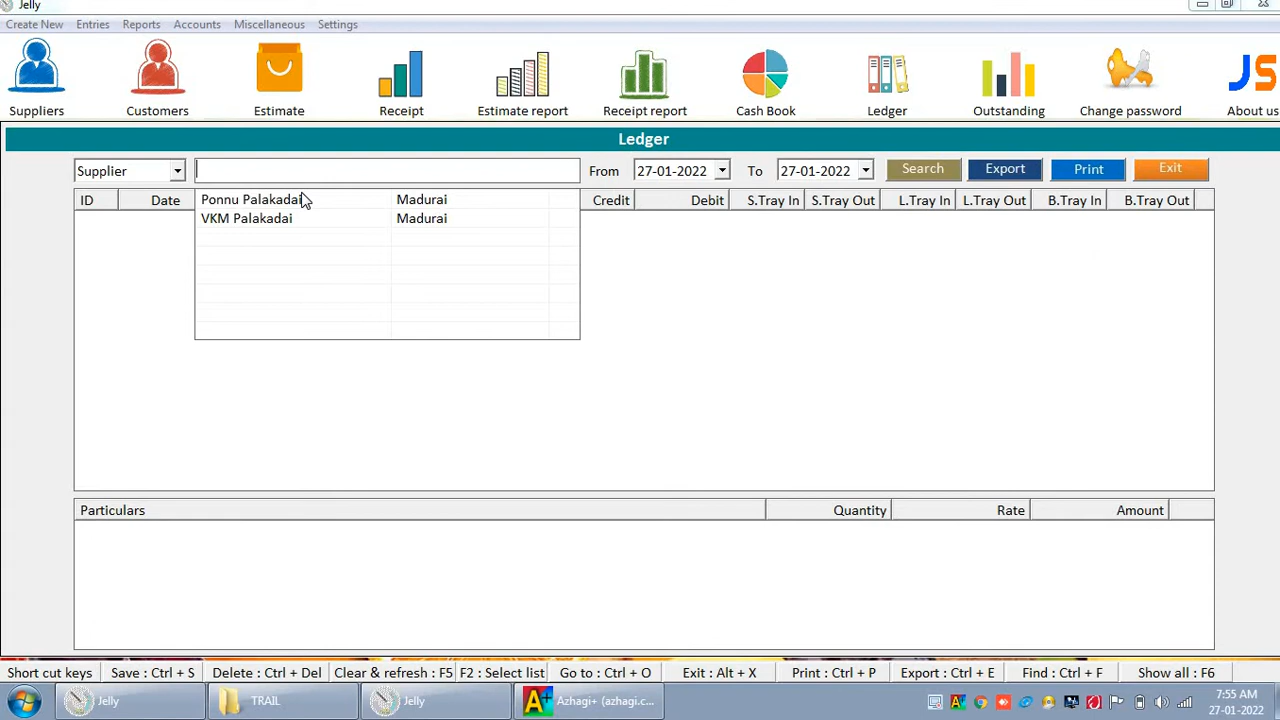 Jelly
Create New Entries Reports Accounts Miscellaneous Settings
Suppliers Customers Estimate Receipt Estimate report Receipt report Cash Book Ledger Outstanding Change password About us
JS
Ledger
Supplier From 27-01-2022 To 27-01-2022 Search Export Print Exit
ID Date Credit Debit S.Tray In S.Tray Out L.Tray In L.Tray Out B.Tray In B.Tray Out
Ponnu Palakadai Madurai
VKM Palakadai Madurai
Particulars Quantity Rate Amount
Short cut keys Save : Ctrl + S Delete : Ctrl + Del Clear & refresh : F5 F2 : Select list Go to : Ctrl + O Exit : Alt + X Print : Ctrl + P Export : Ctrl + E Find : Ctrl + F Show all : F6
Jelly TRAIL Jelly Azhagi+ (azhagi.c... 7:55 AM
27-01-2022